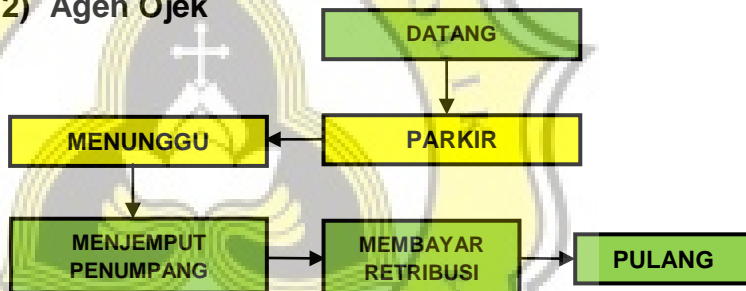 2) Agen Ojek
DATANG
PARKIR
MENUNGGU
MENJEMPUT
PENUMPANG
MEMBAYAR
RETRIBUSI
PULANG